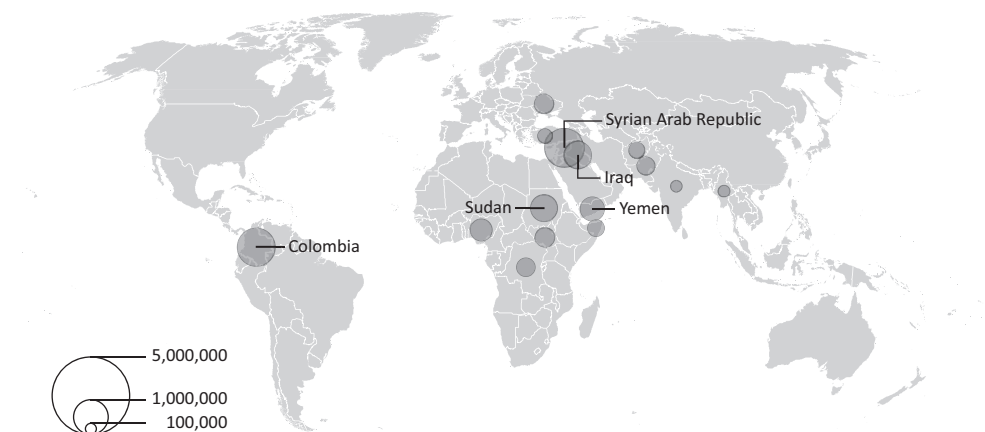 Syrian Arab Republic
Iraq
Sudan
Yemen
Colombia
5,000,000
1,000,000
100,000